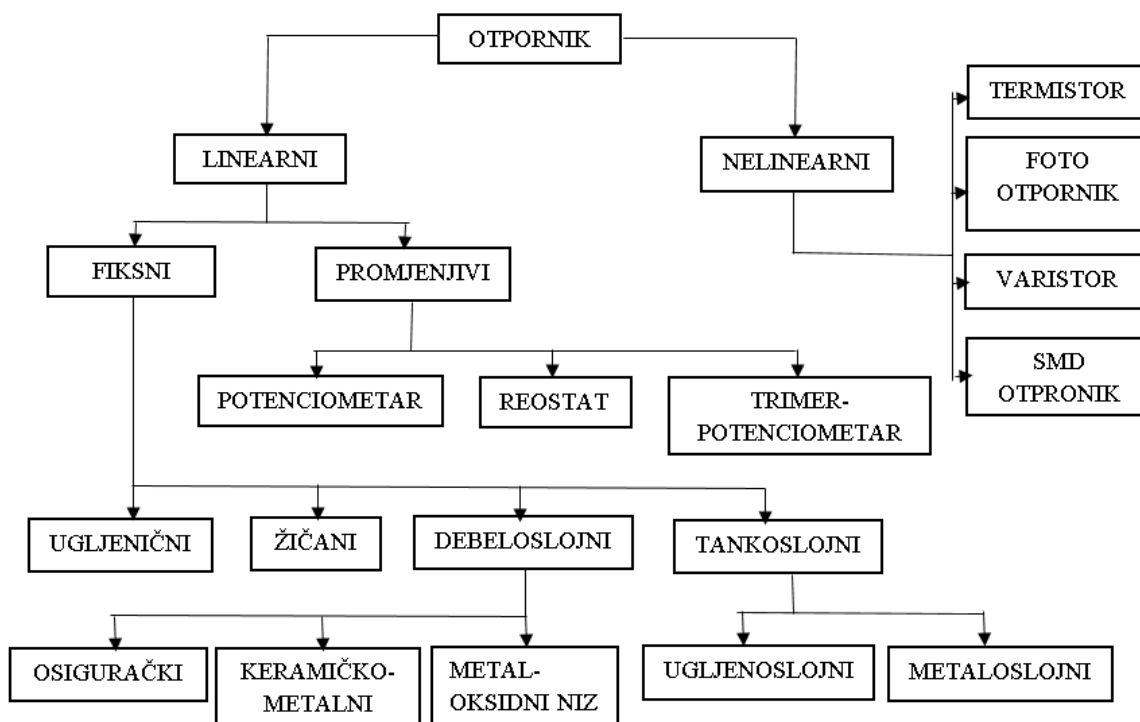 OTPORNIK
LINEARNI
NELINEARNI
TERMISTOR
FOTO
OTPORNIK
VARISTOR
SMD
OTPRONIK
FIKSNI
PROMJENJIVI
POTENCIOMETAR
REOSTAT
TRIMER-
POTENCIOMETAR
UGLJENIČNI
ŽIČANI
DEBELOSLOJNI
TANKOSLOJNI
OSIGURAČKI
KERAMIČKO-
METALNI
METAL-
OKSIDNI NIZ
UGLJENOSLOJNI
METALOSLOJNI